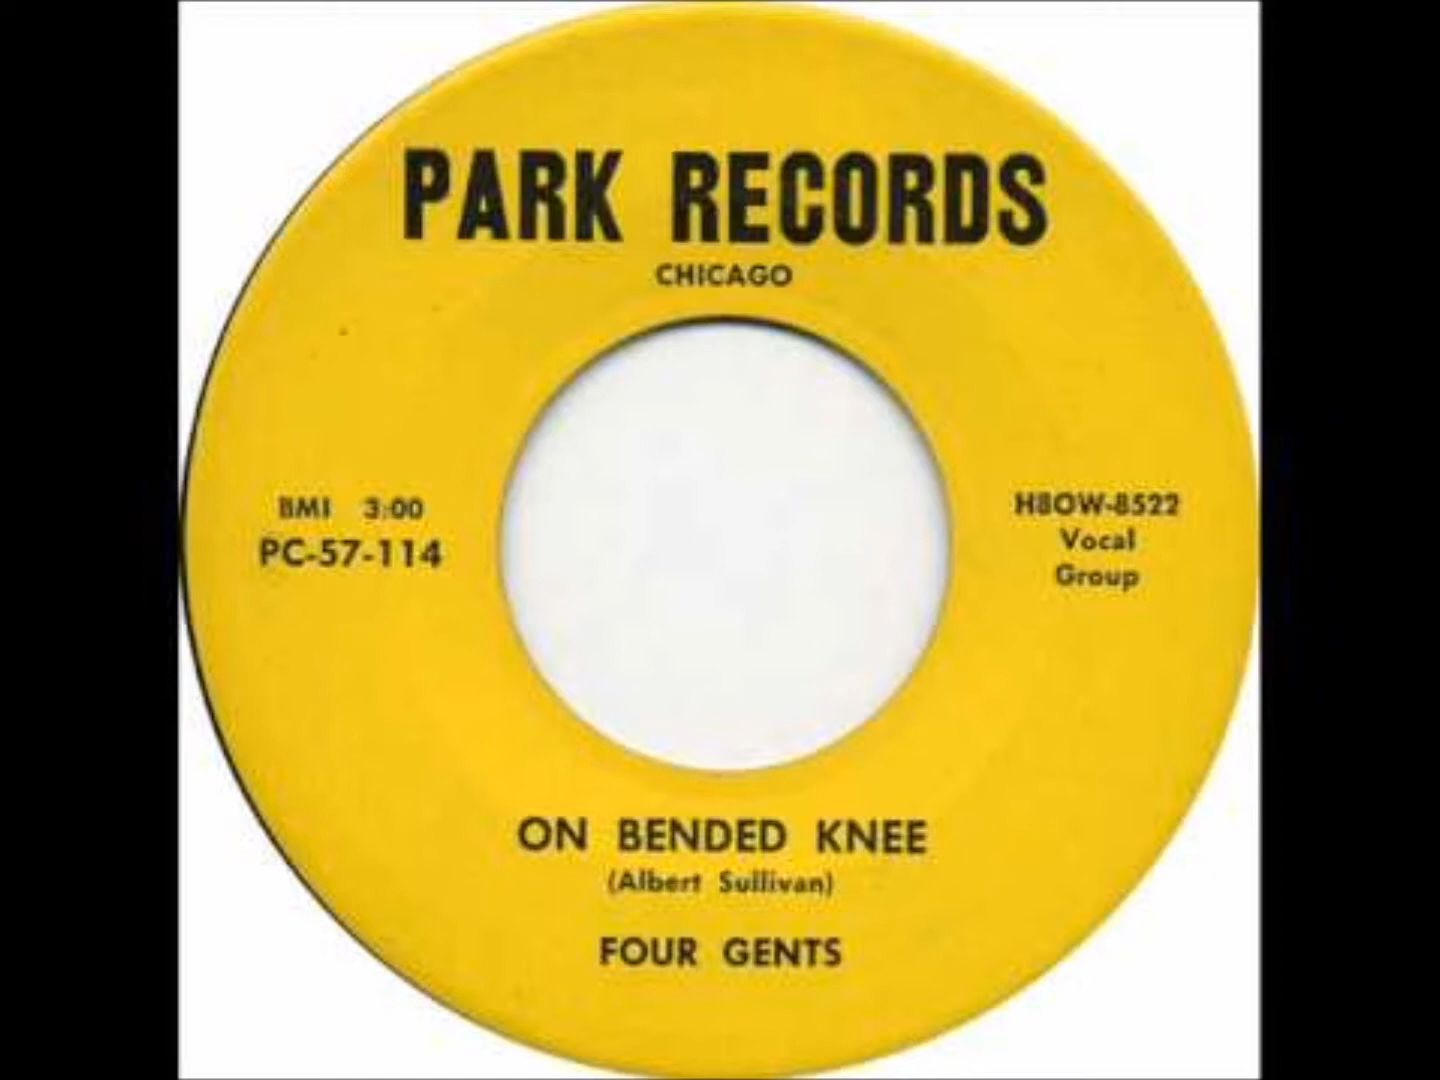 PARK RECORDS
CHICAGO
BMI 3:00
PC-57-114
H8OW-8522
Vocal
Group
ON BENDED KNEE
(Albert Sullivan)
FOUR GENTS